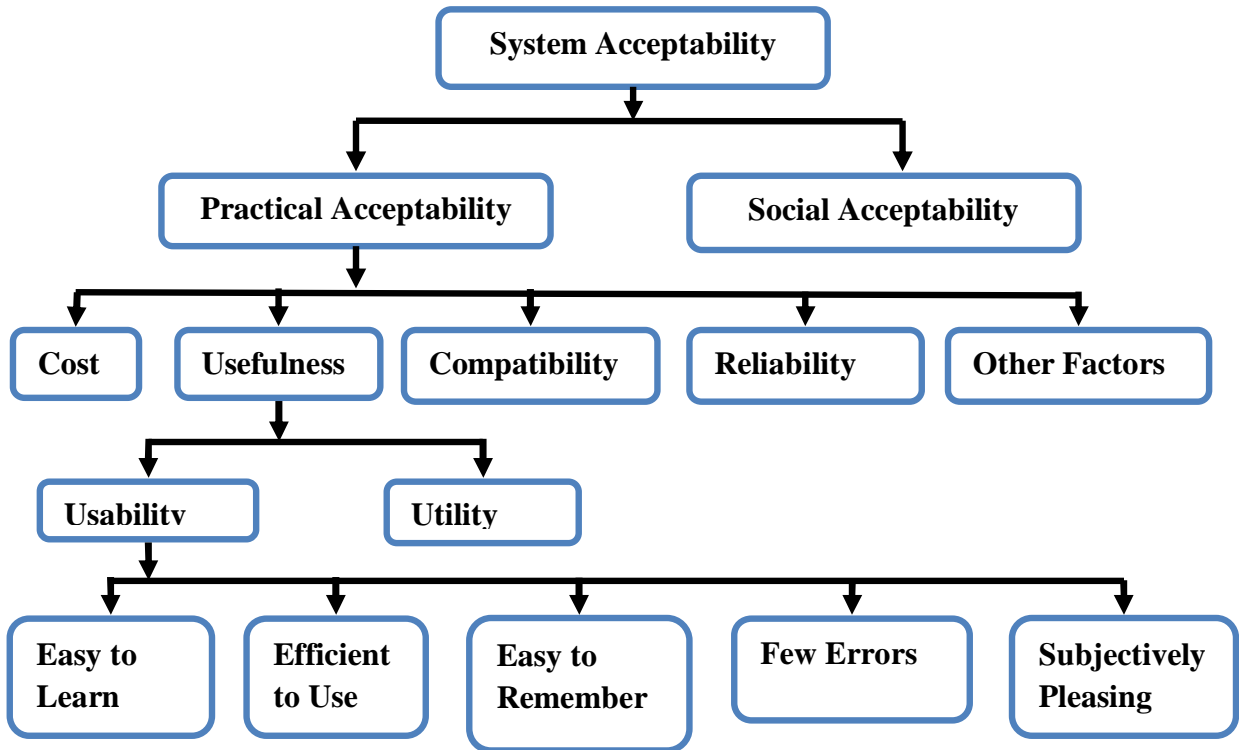 System Acceptability
Practical Acceptability
Social Acceptability
Cost
Usefulness
Compatibility
Reliability
Other Factors
Usability
Utility
Easy to
Learn
Efficient
to Use
Easy to
Remember
Few Errors
Subjectively
Pleasing